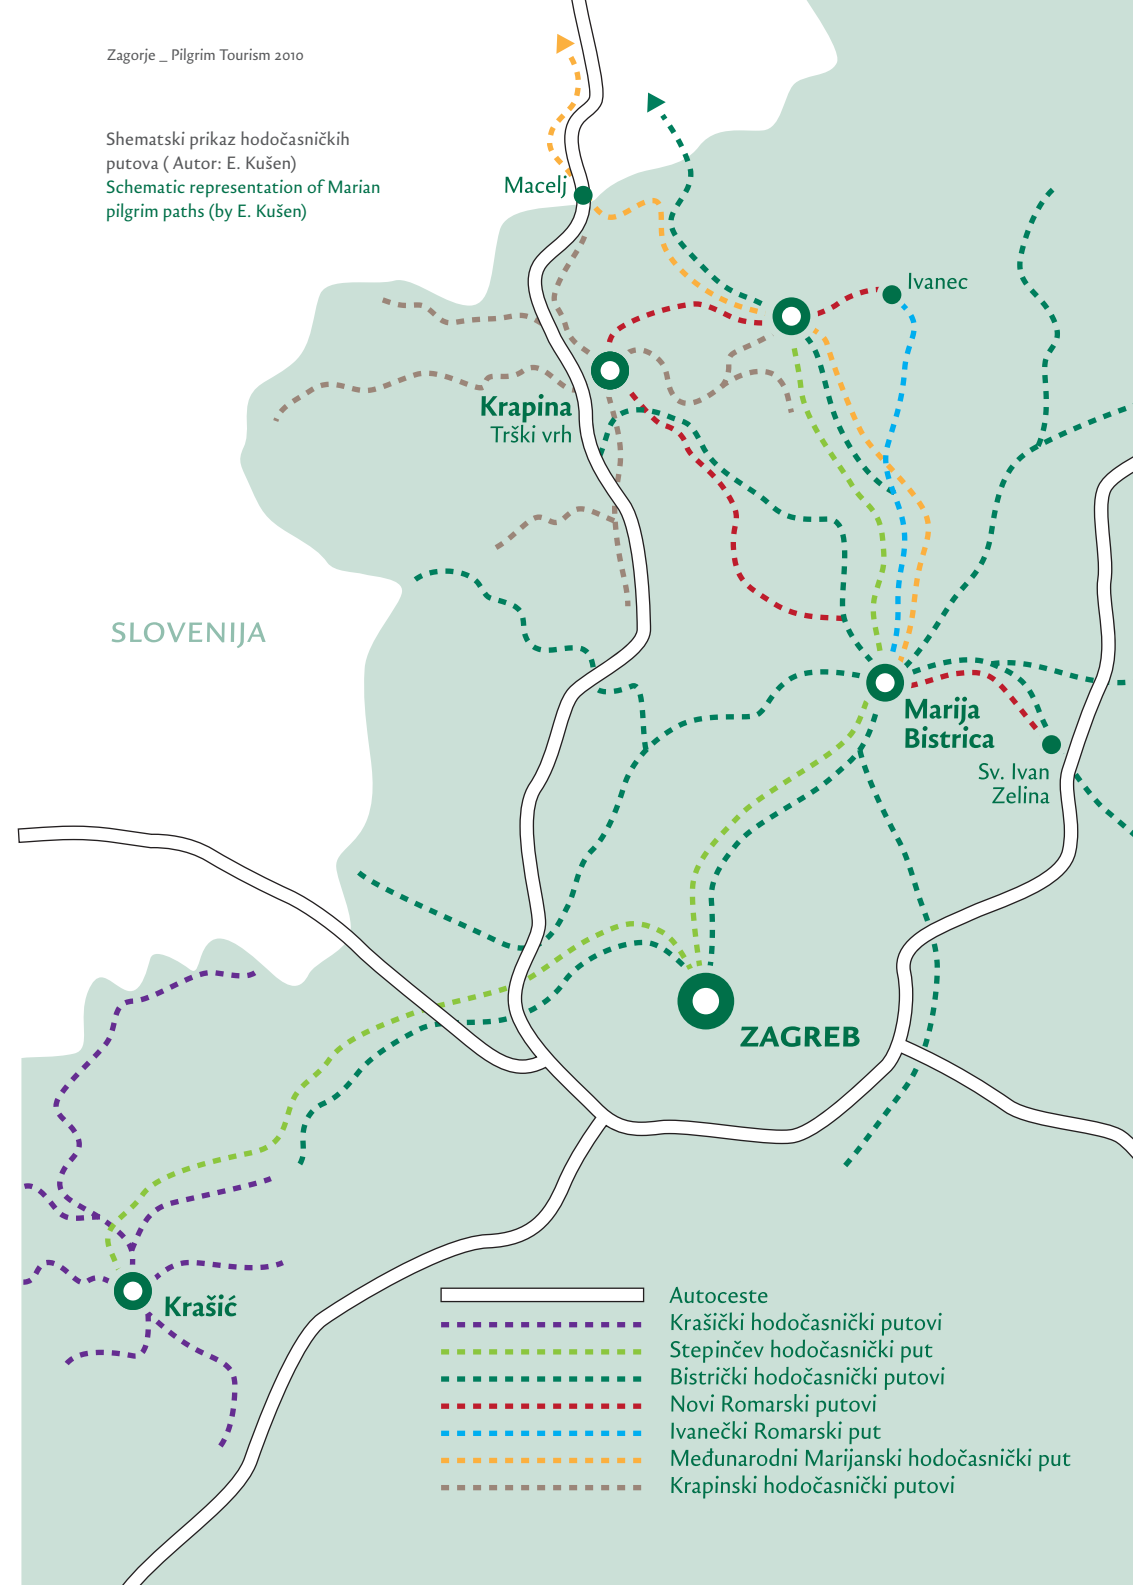 Zagorje _ Pilgrim Tourism 2010
Shematski prikaz hodočasničkih
putova ( Autor: E. Kušen)
Schematic representation of Marian
pilgrim paths (by E. Kušen)
Macelj
Ivanec
Krapina
Trški vrh
SLOVENIJA
Marija
Bistrica
Sv. Ivan
Zelina
ZAGREB
Krašić
Autoceste
Krašički hodočasnički putovi
Stepinčev hodočasnički put
Bistrički hodočasnički putovi
Novi Romarski putovi
Ivanečki Romarski put
Međunarodni Marijanski hodočasnički put
Krapinski hodočasnički putovi